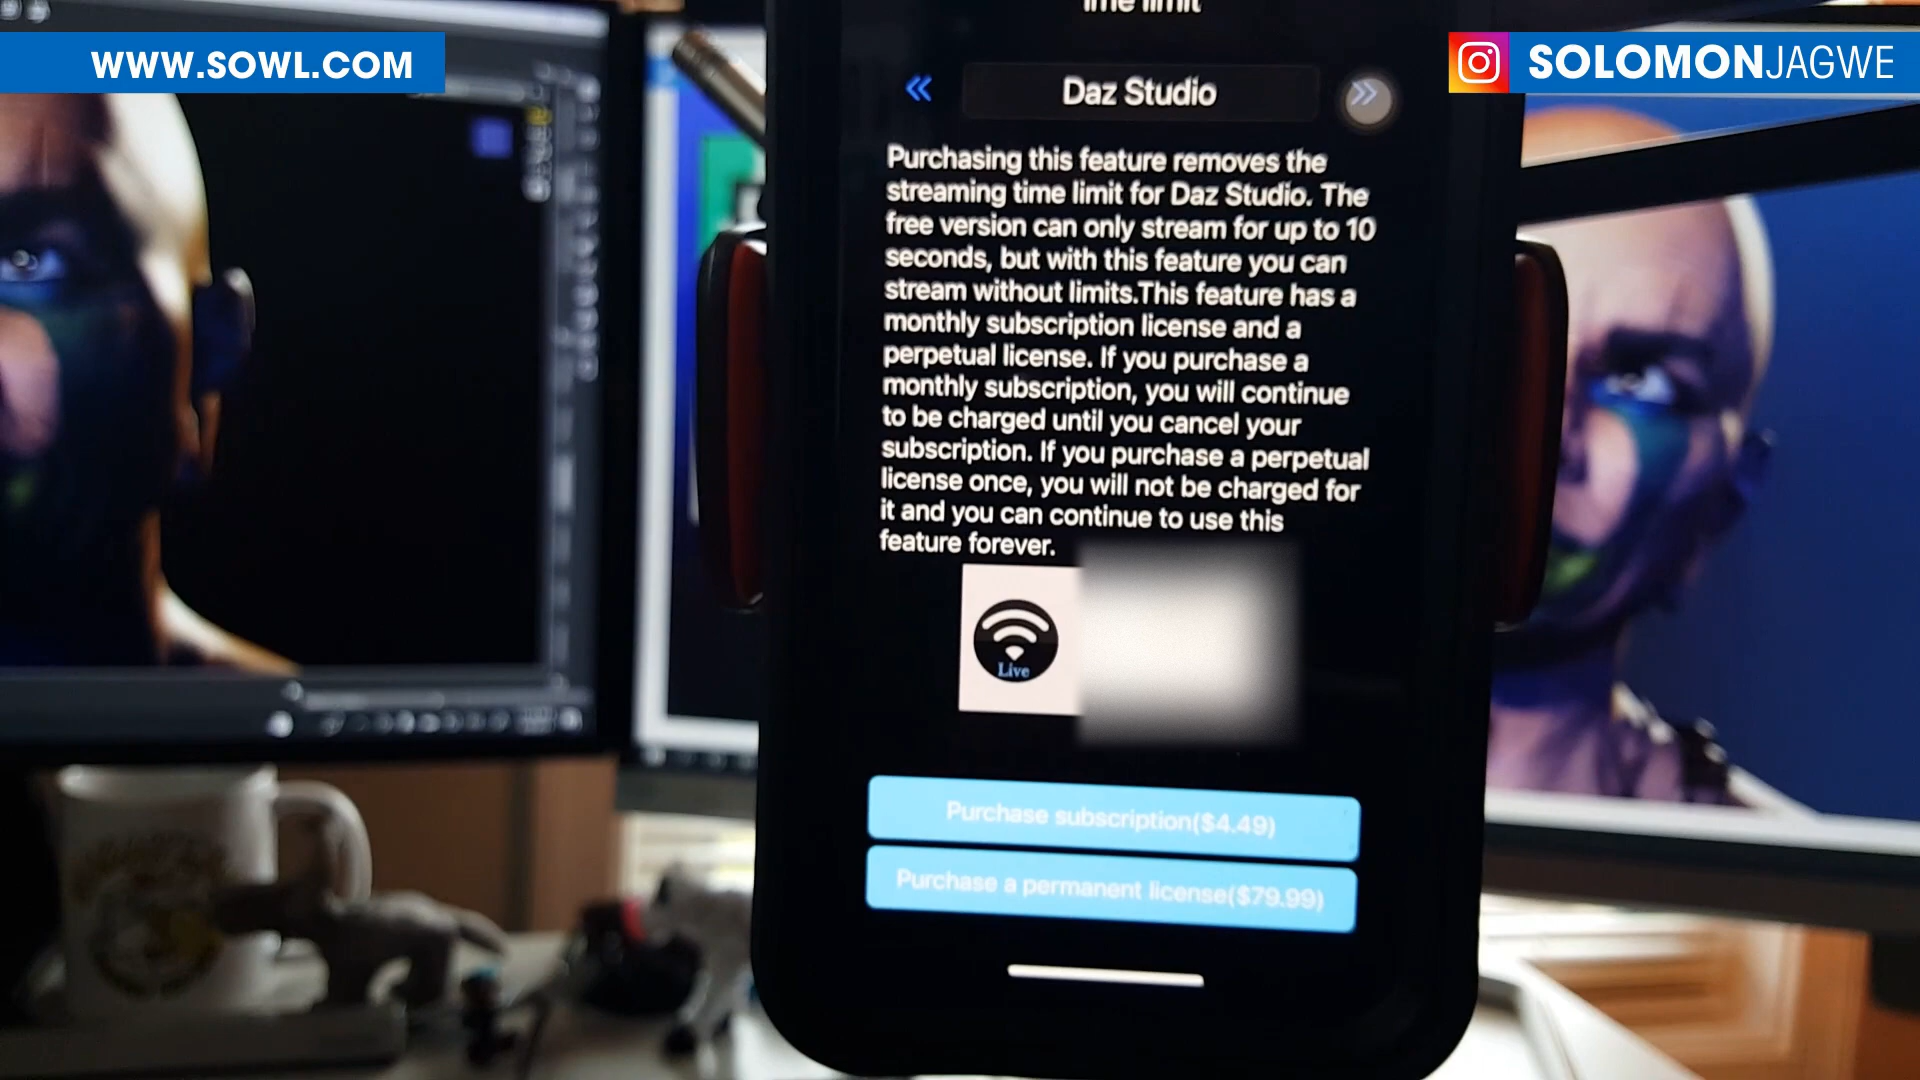 ime limit
WWW.SOWL.COM
SOLOMONJAGWE
Daz Studio
Purchasing this feature removes the
streaming time limit for Daz Studio. The
free version can only stream for up to 10
seconds, but with this feature you can
stream without limits.This feature has a
monthly subscription license and a
perpetual license. If you purchase a
monthly subscription, you will continue
to be charged until you cancel your
subscription. If you purchase a perpetual
license once, you will not be charged for
it and you can continue to use this
feature forever.
Live
Purchase subscription($4.49)
Purchase a permanent license($79.99)